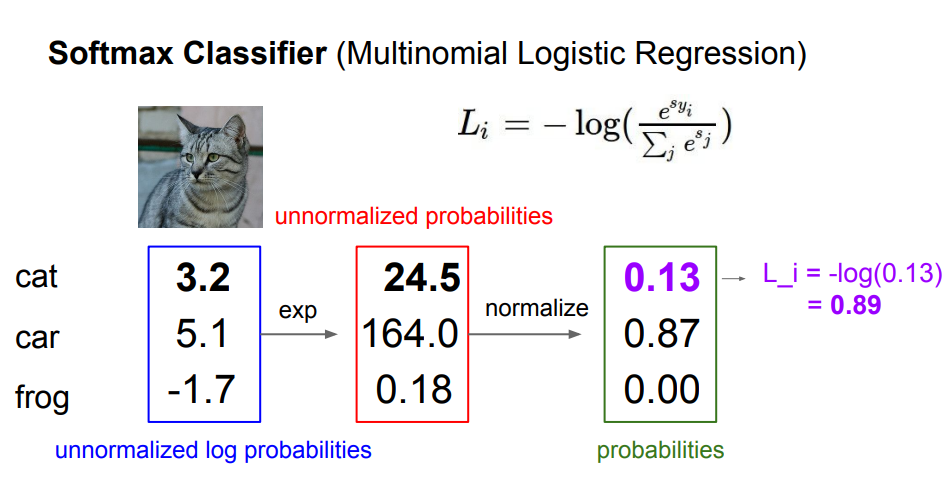 Softmax Classifier (Multinomial Logistic Regression)
L_i = − log(e^{s_{y_i}} / ∑_j e^{s_j})
unnormalized probabilities
cat 3.2 24.5 0.13 L_i = -log(0.13)
= 0.89
exp normalize
car 5.1 164.0 0.87
frog -1.7 0.18 0.00
unnormalized log probabilities probabilities